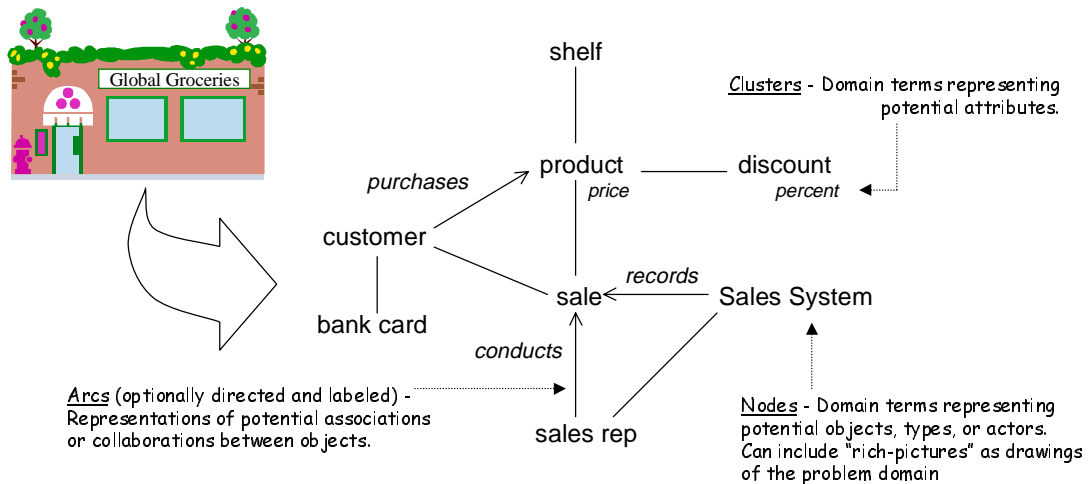 Global Groceries
shelf
Clusters - Domain terms representing
potential attributes.
product
price
discount
percent
purchases
customer
bank card
sale
records
Sales System
conducts
sales rep
Arcs (optionally directed and labeled) -
Representations of potential associations
or collaborations between objects.
Nodes - Domain terms representing
potential objects, types, or actors.
Can include “rich-pictures” as drawings
of the problem domain